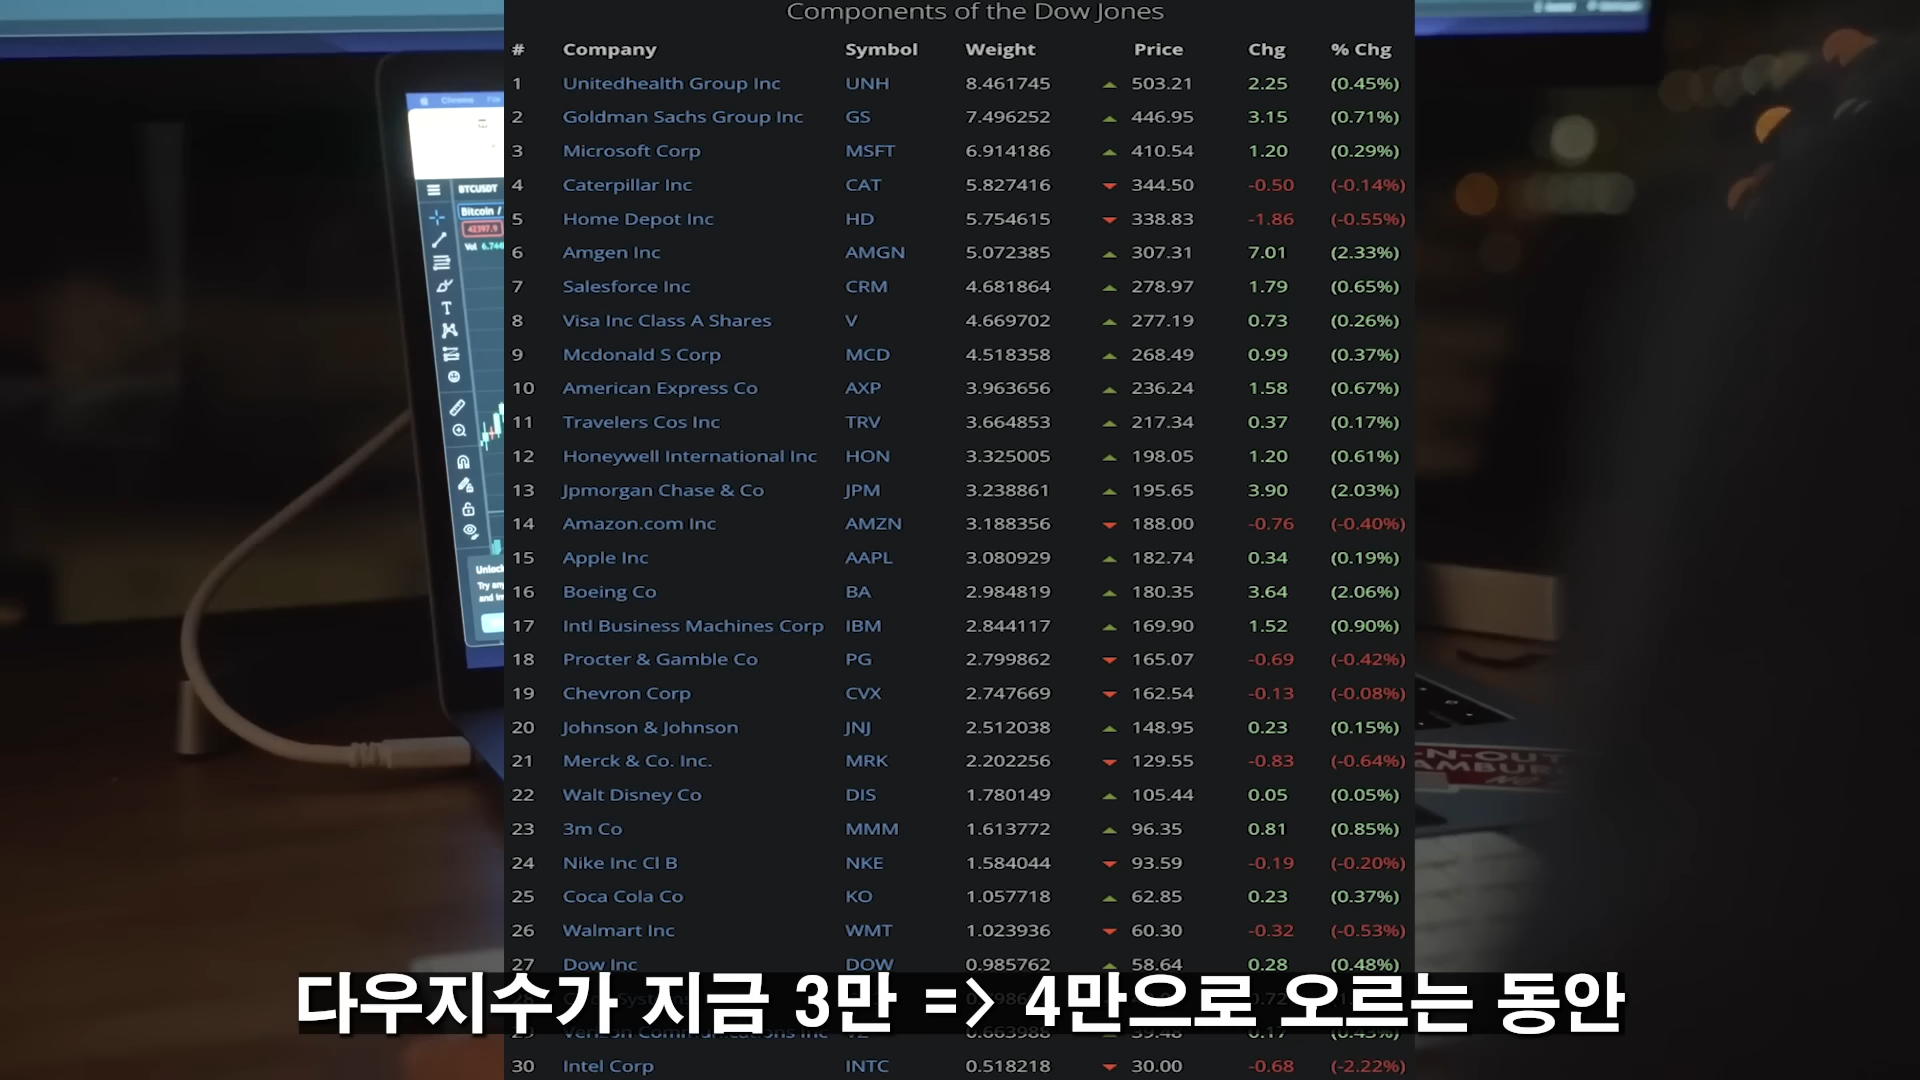 Components of the Dow Jones
# Company Symbol Weight Price Chg % Chg
1 Unitedhealth Group Inc UNH 8.461745 503.21 2.25 (0.45%)
2 Goldman Sachs Group Inc GS 7.496252 446.95 3.15 (0.71%)
3 Microsoft Corp MSFT 6.914186 410.54 1.20 (0.29%)
4 Caterpillar Inc CAT 5.827416 344.50 -0.50 (-0.14%)
5 Home Depot Inc HD 5.754615 338.83 -1.86 (-0.55%)
6 Amgen Inc AMGN 5.072385 307.31 7.01 (2.33%)
7 Salesforce Inc CRM 4.681864 278.97 1.79 (0.65%)
8 Visa Inc Class A Shares V 4.669702 277.19 0.73 (0.26%)
9 Mcdonald S Corp MCD 4.518358 268.49 0.99 (0.37%)
10 American Express Co AXP 3.963656 236.24 1.58 (0.67%)
11 Travelers Cos Inc TRV 3.664853 217.34 0.37 (0.17%)
12 Honeywell International Inc HON 3.325005 198.05 1.20 (0.61%)
13 Jpmorgan Chase & Co JPM 3.238861 195.65 3.90 (2.03%)
14 Amazon.com Inc AMZN 3.188356 188.00 -0.76 (-0.40%)
15 Apple Inc AAPL 3.080929 182.74 0.34 (0.19%)
16 Boeing Co BA 2.984819 180.35 3.64 (2.06%)
17 Intl Business Machines Corp IBM 2.844117 169.90 1.52 (0.90%)
18 Procter & Gamble Co PG 2.799862 165.07 -0.69 (-0.42%)
19 Chevron Corp CVX 2.747669 162.54 -0.13 (-0.08%)
20 Johnson & Johnson JNJ 2.512038 148.95 0.23 (0.15%)
21 Merck & Co. Inc. MRK 2.202256 129.55 -0.83 (-0.64%)
22 Walt Disney Co DIS 1.780149 105.44 0.05 (0.05%)
23 3m Co MMM 1.613772 96.35 0.81 (0.85%)
24 Nike Inc Cl B NKE 1.584044 93.59 -0.19 (-0.20%)
25 Coca Cola Co KO 1.057718 62.85 0.23 (0.37%)
26 Walmart Inc WMT 1.023936 60.30 -0.32 (-0.53%)
27 Dow Inc DOW 0.985762 58.64 0.28 (0.48%)
다우지수가 지금 3만 => 4만으로 오르는 동안
30 Intel Corp INTC 0.518218 30.00 -0.68 (-2.22%)
BTCUSDT
Bitcoin /
42397.9